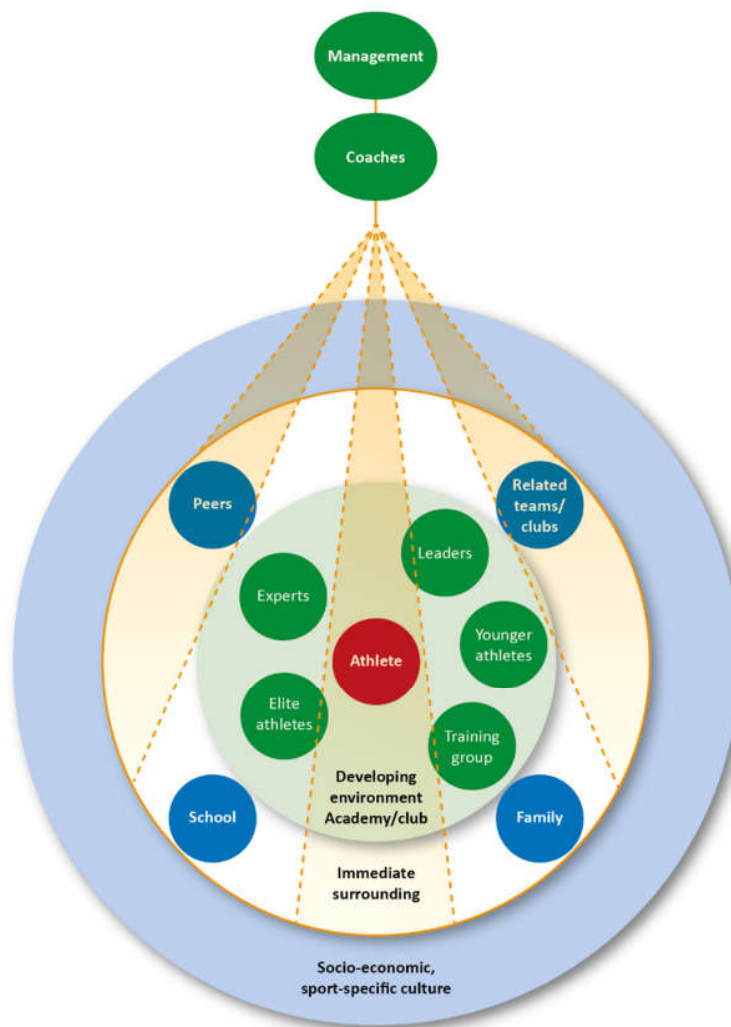 Management
Coaches
Peers
Related
teams/
clubs
Leaders
Experts
Younger
athletes
Athlete
Elite
athletes
Training
group
Developing
environment
Academy/club
School
Family
Immediate
surrounding
Socio-economic,
sport-specific culture